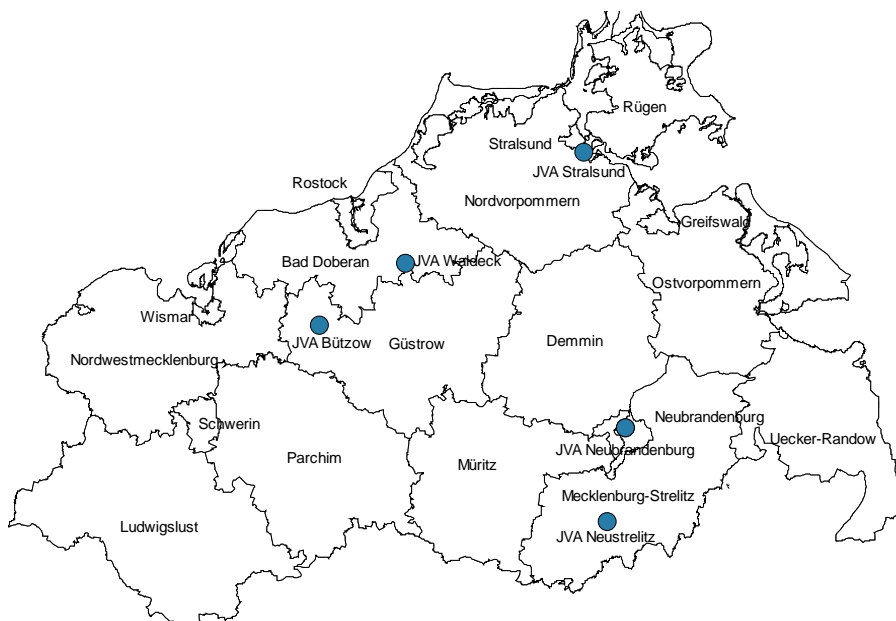 Rügen
Stralsund
JVA Stralsund
Rostock
Nordvorpommern
Greifswald
Bad Doberan
JVA Waldeck
Ostvorpommern
Wismar
JVA Bützow
Güstrow
Demmin
Nordwestmecklenburg
Schwerin
Neubrandenburg
Uecker-Randow
JVA Neubrandenburg
Parchim
Müritz
Mecklenburg-Strelitz
Ludwigslust
JVA Neustrelitz